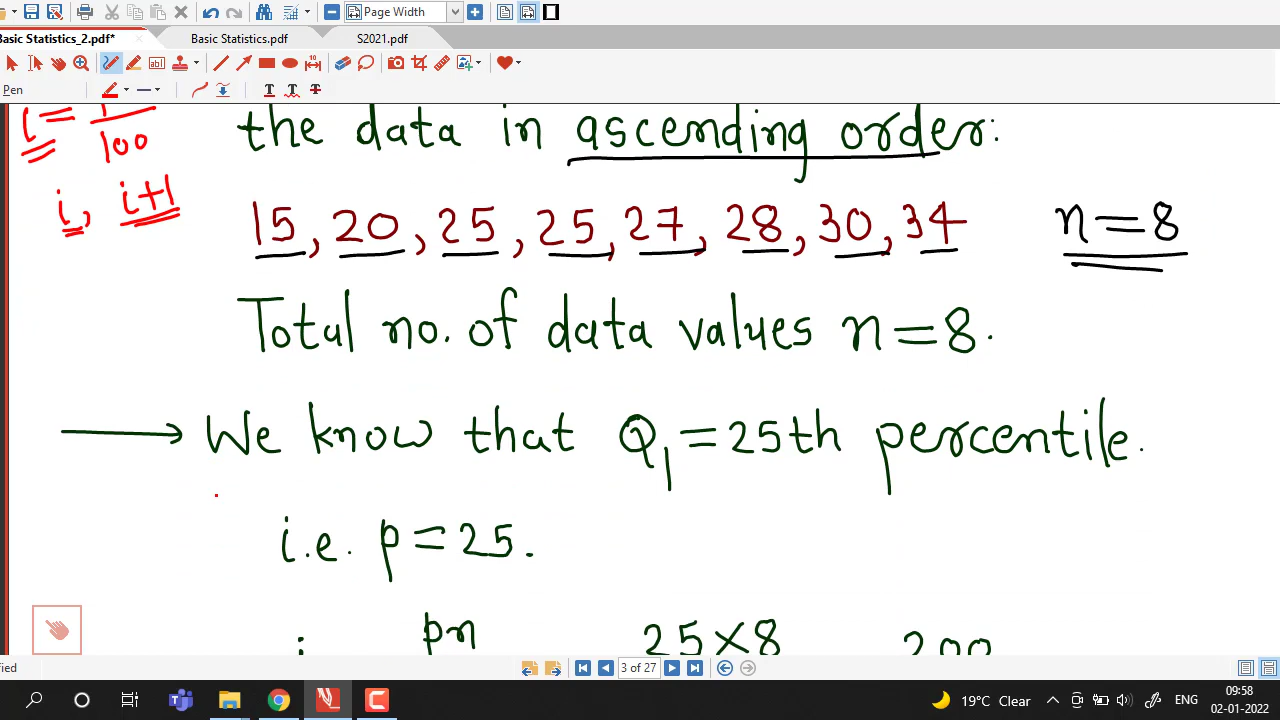 Page Width
Basic Statistics_2.pdf*
Basic Statistics.pdf
S2021.pdf
Pen
i =
100
i, i+1
the data in ascending order:
15, 20, 25, 25, 27, 28, 30, 34
n=8
Total no. of data values n=8.
We know that Q1 = 25th percentile.
i.e. p=25.
pn
25×8
200
fied
3 of 27
19°C Clear
ENG
09:58
02-01-2022